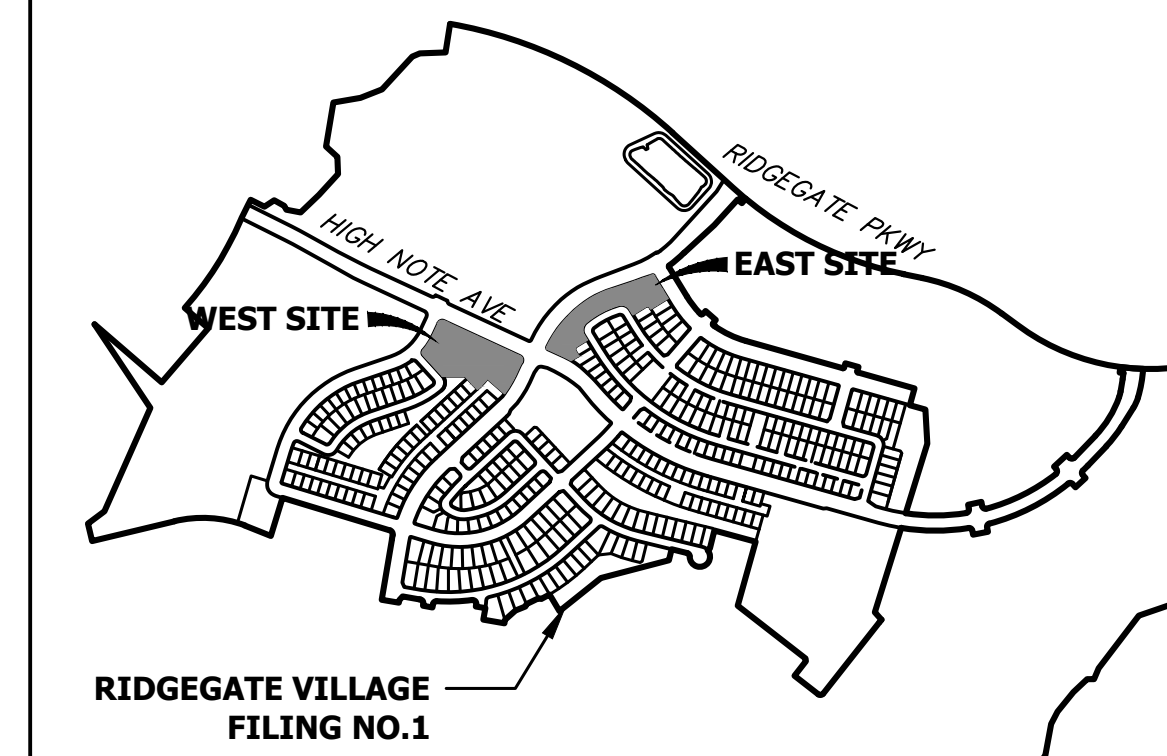 RIDGEGATE PKWY
HIGH NOTE AVE
EAST SITE
WEST SITE
RIDGEGATE VILLAGE
FILING NO.1